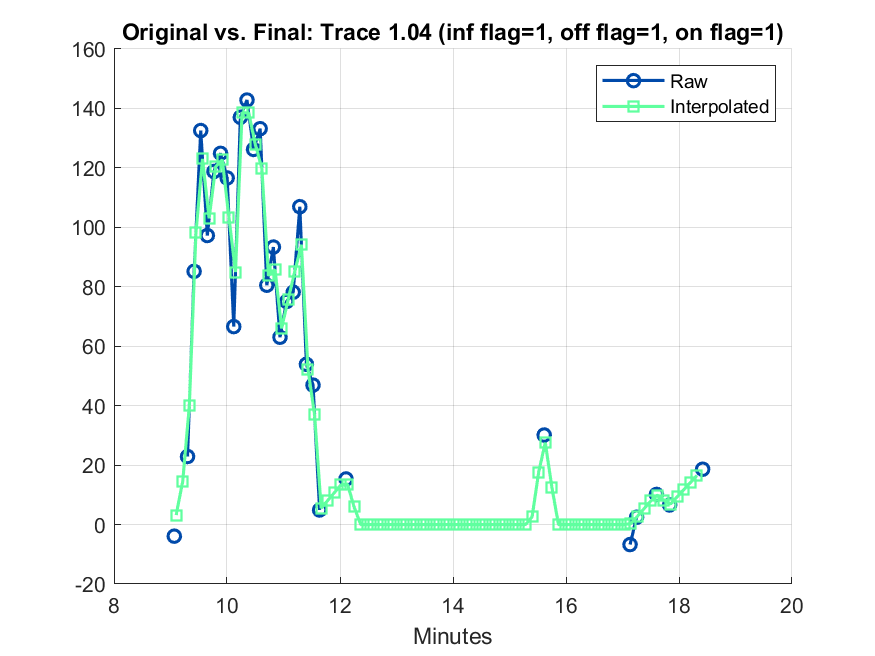 Original vs. Final: Trace 1.04 (inf flag=1, off flag=1, on flag=1)
160
140
120
100
80
60
40
20
0
-20
Raw
Interpolated
8 10 12 14 16 18 20
Minutes